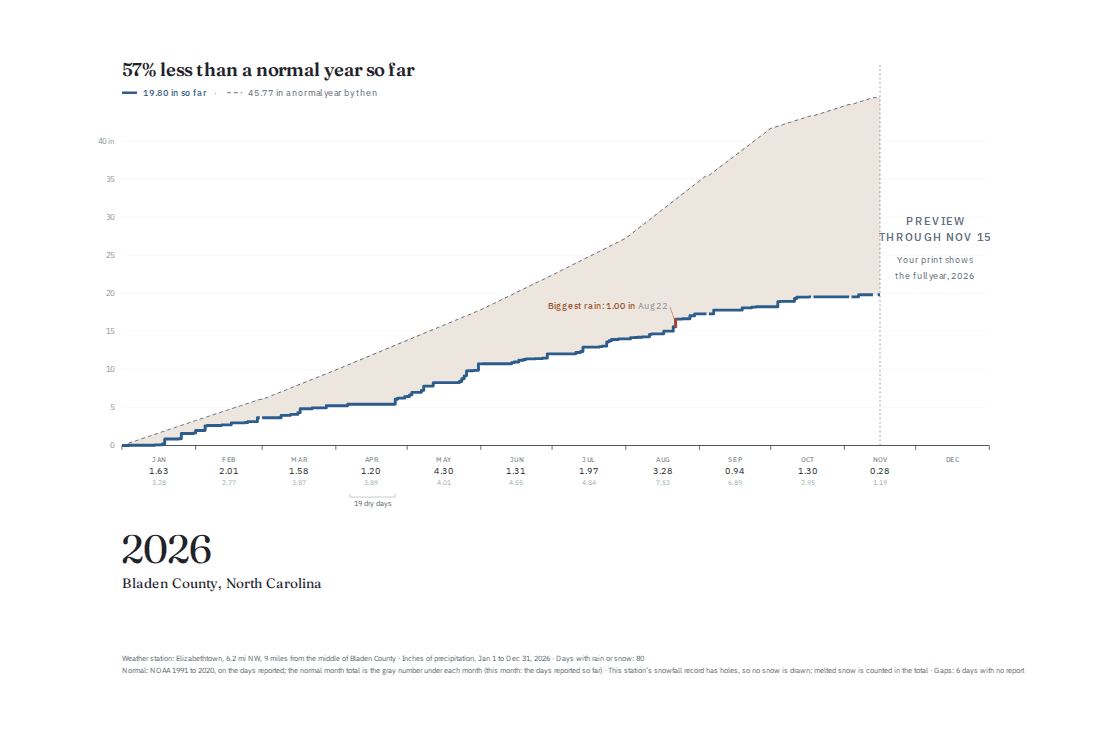 57% less than a normal year so far
19.80 in so far · 45.77 in a normal year by then
40 in
35
30
25
20
15
10
5
0
PREVIEW
THROUGH NOV 15
Your print shows
the full year, 2026
Biggest rain: 1.00 in Aug 22
JAN FEB MAR APR MAY JUN JUL AUG SEP OCT NOV DEC
1.63 2.01 1.58 1.20 4.30 1.31 1.97 3.28 0.94 1.30 0.28
3.28 2.77 3.87 3.89 4.01 4.55 4.84 7.53 6.89 2.95 1.19
19 dry days
2026
Bladen County, North Carolina
Weather station: Elizabethtown, 6.2 mi NW, 9 miles from the middle of Bladen County · Inches of precipitation, Jan 1 to Dec 31, 2026 · Days with rain or snow: 80
Normal: NOAA 1991 to 2020, on the days reported; the normal month total is the gray number under each month (this month: the days reported so far) · This station's snowfall record has holes, so no snow is drawn; melted snow is counted in the total · Gaps: 6 days with no report